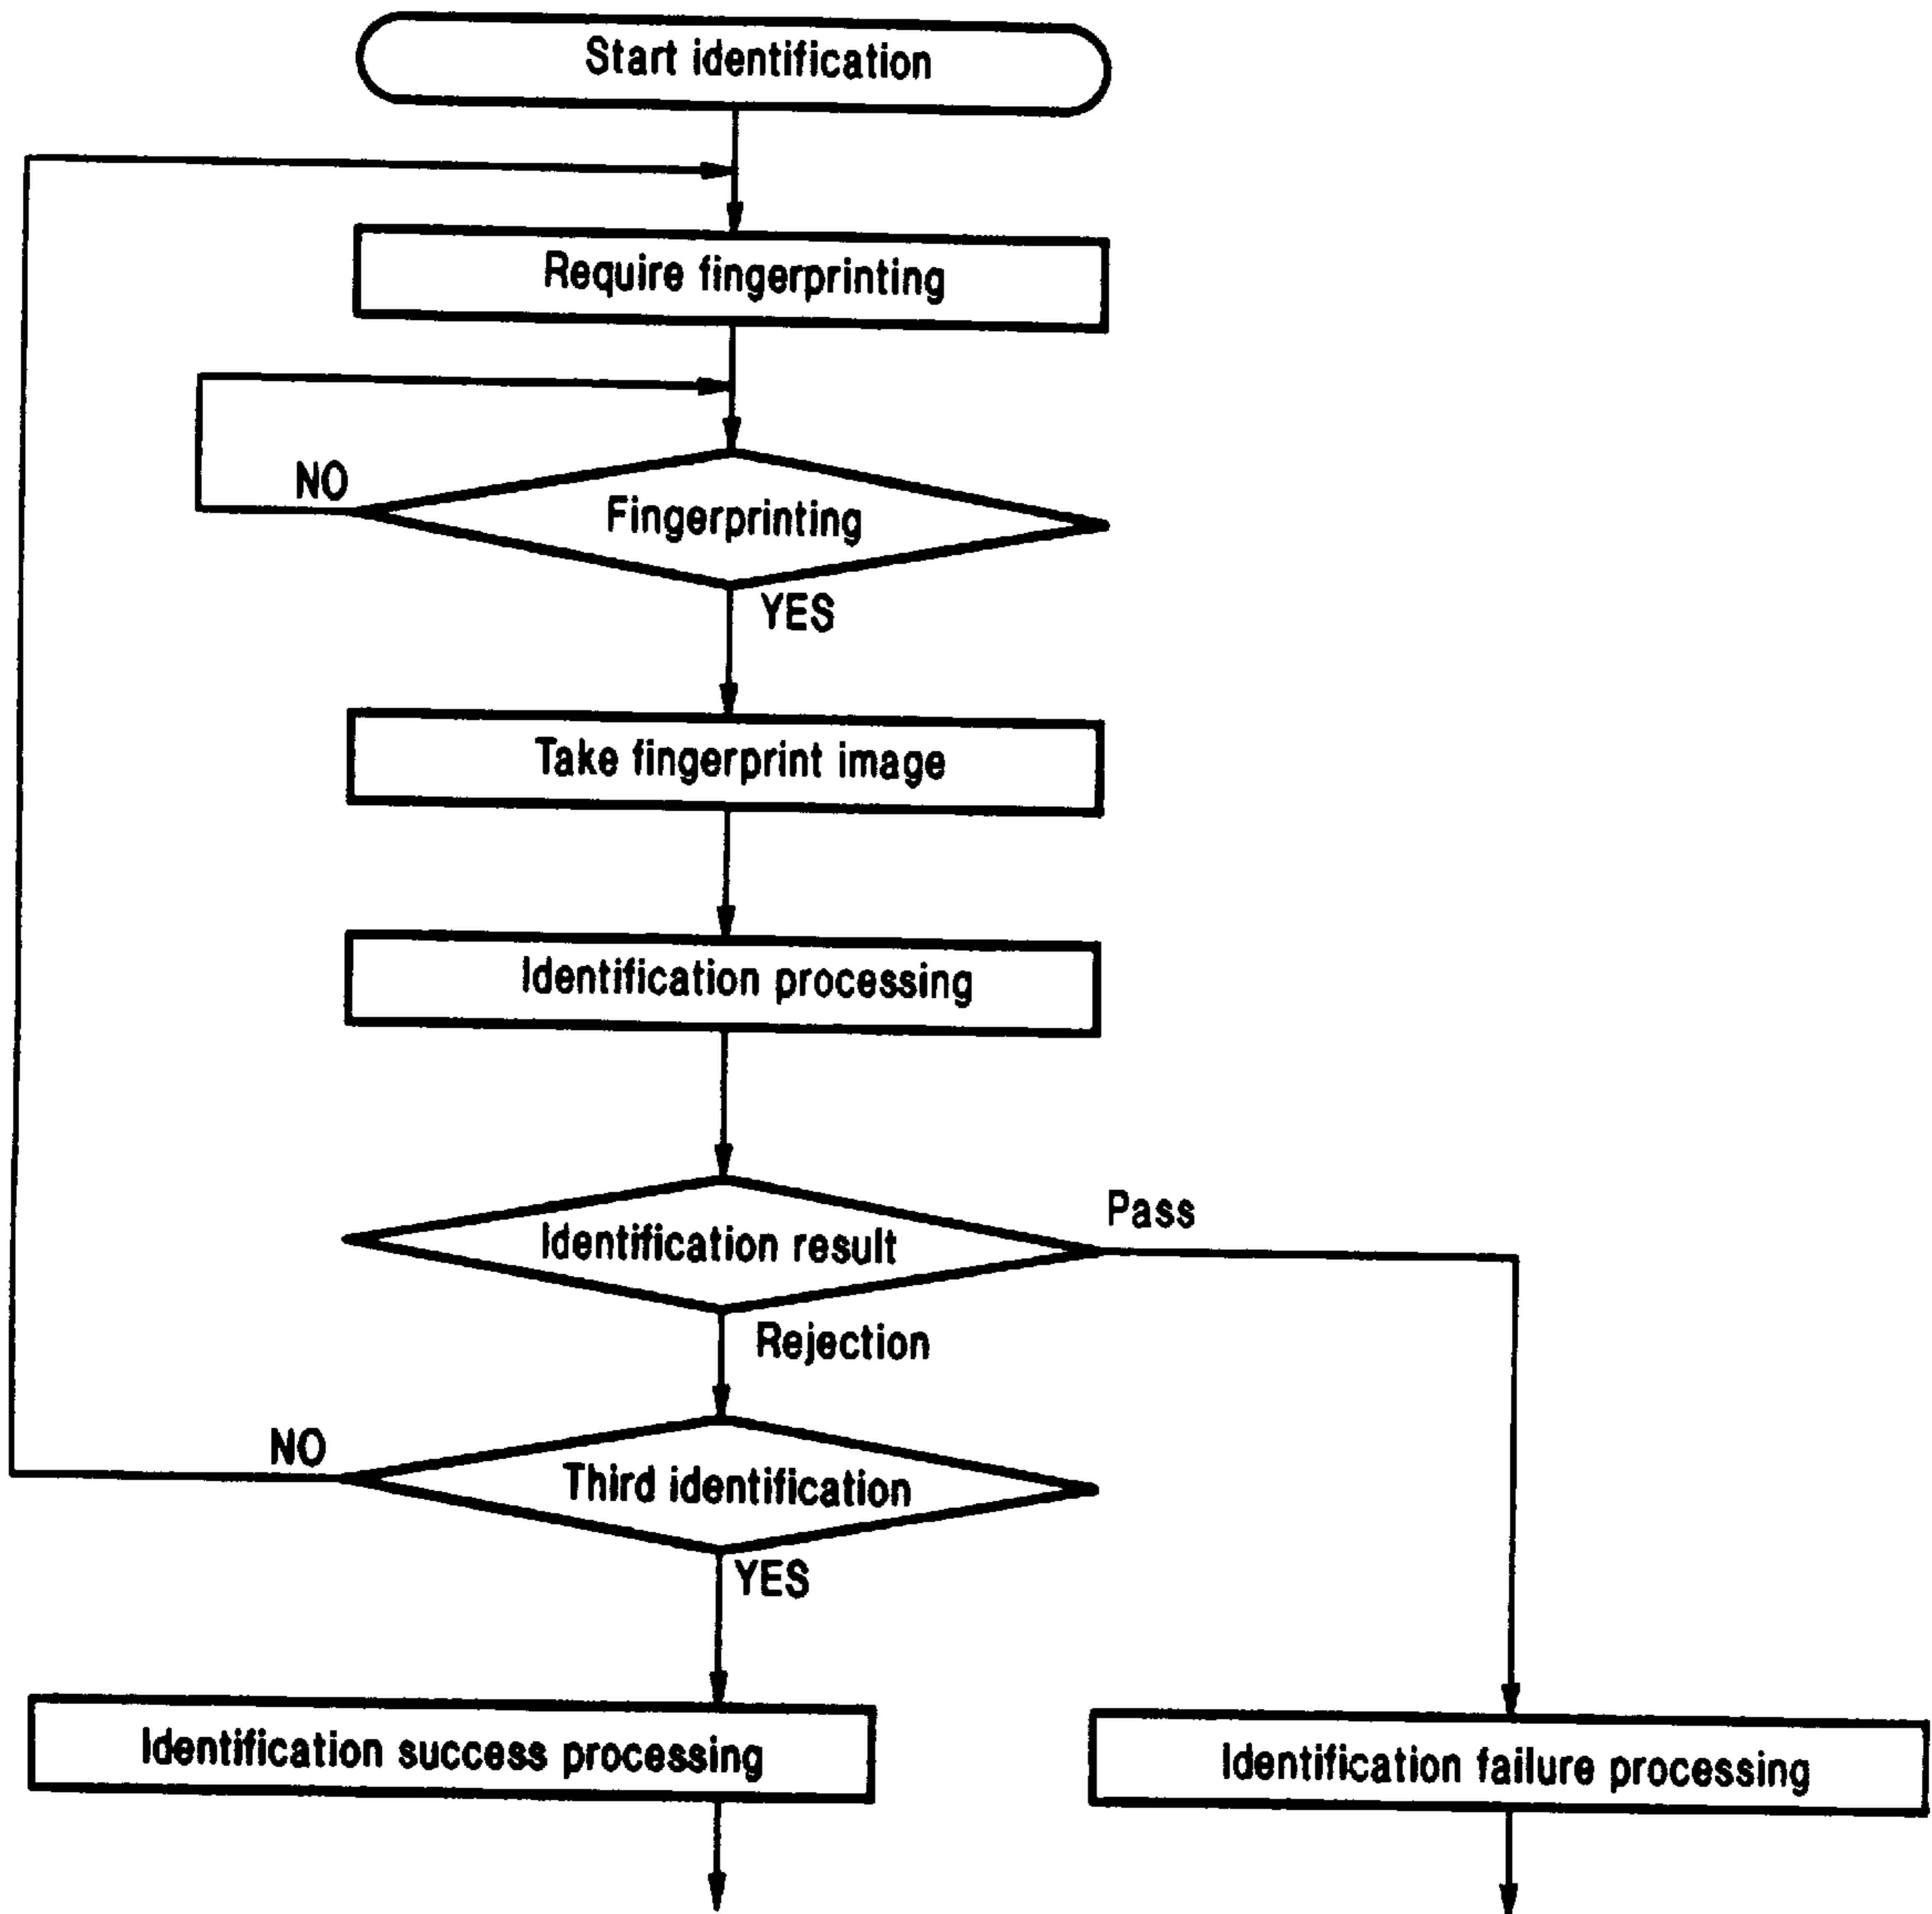 Start identification
Require fingerprinting
NO
Fingerprinting
YES
Take fingerprint image
Identification processing
Pass
Identification result
Rejection
NO
Third identification
YES
Identification success processing
Identification failure processing